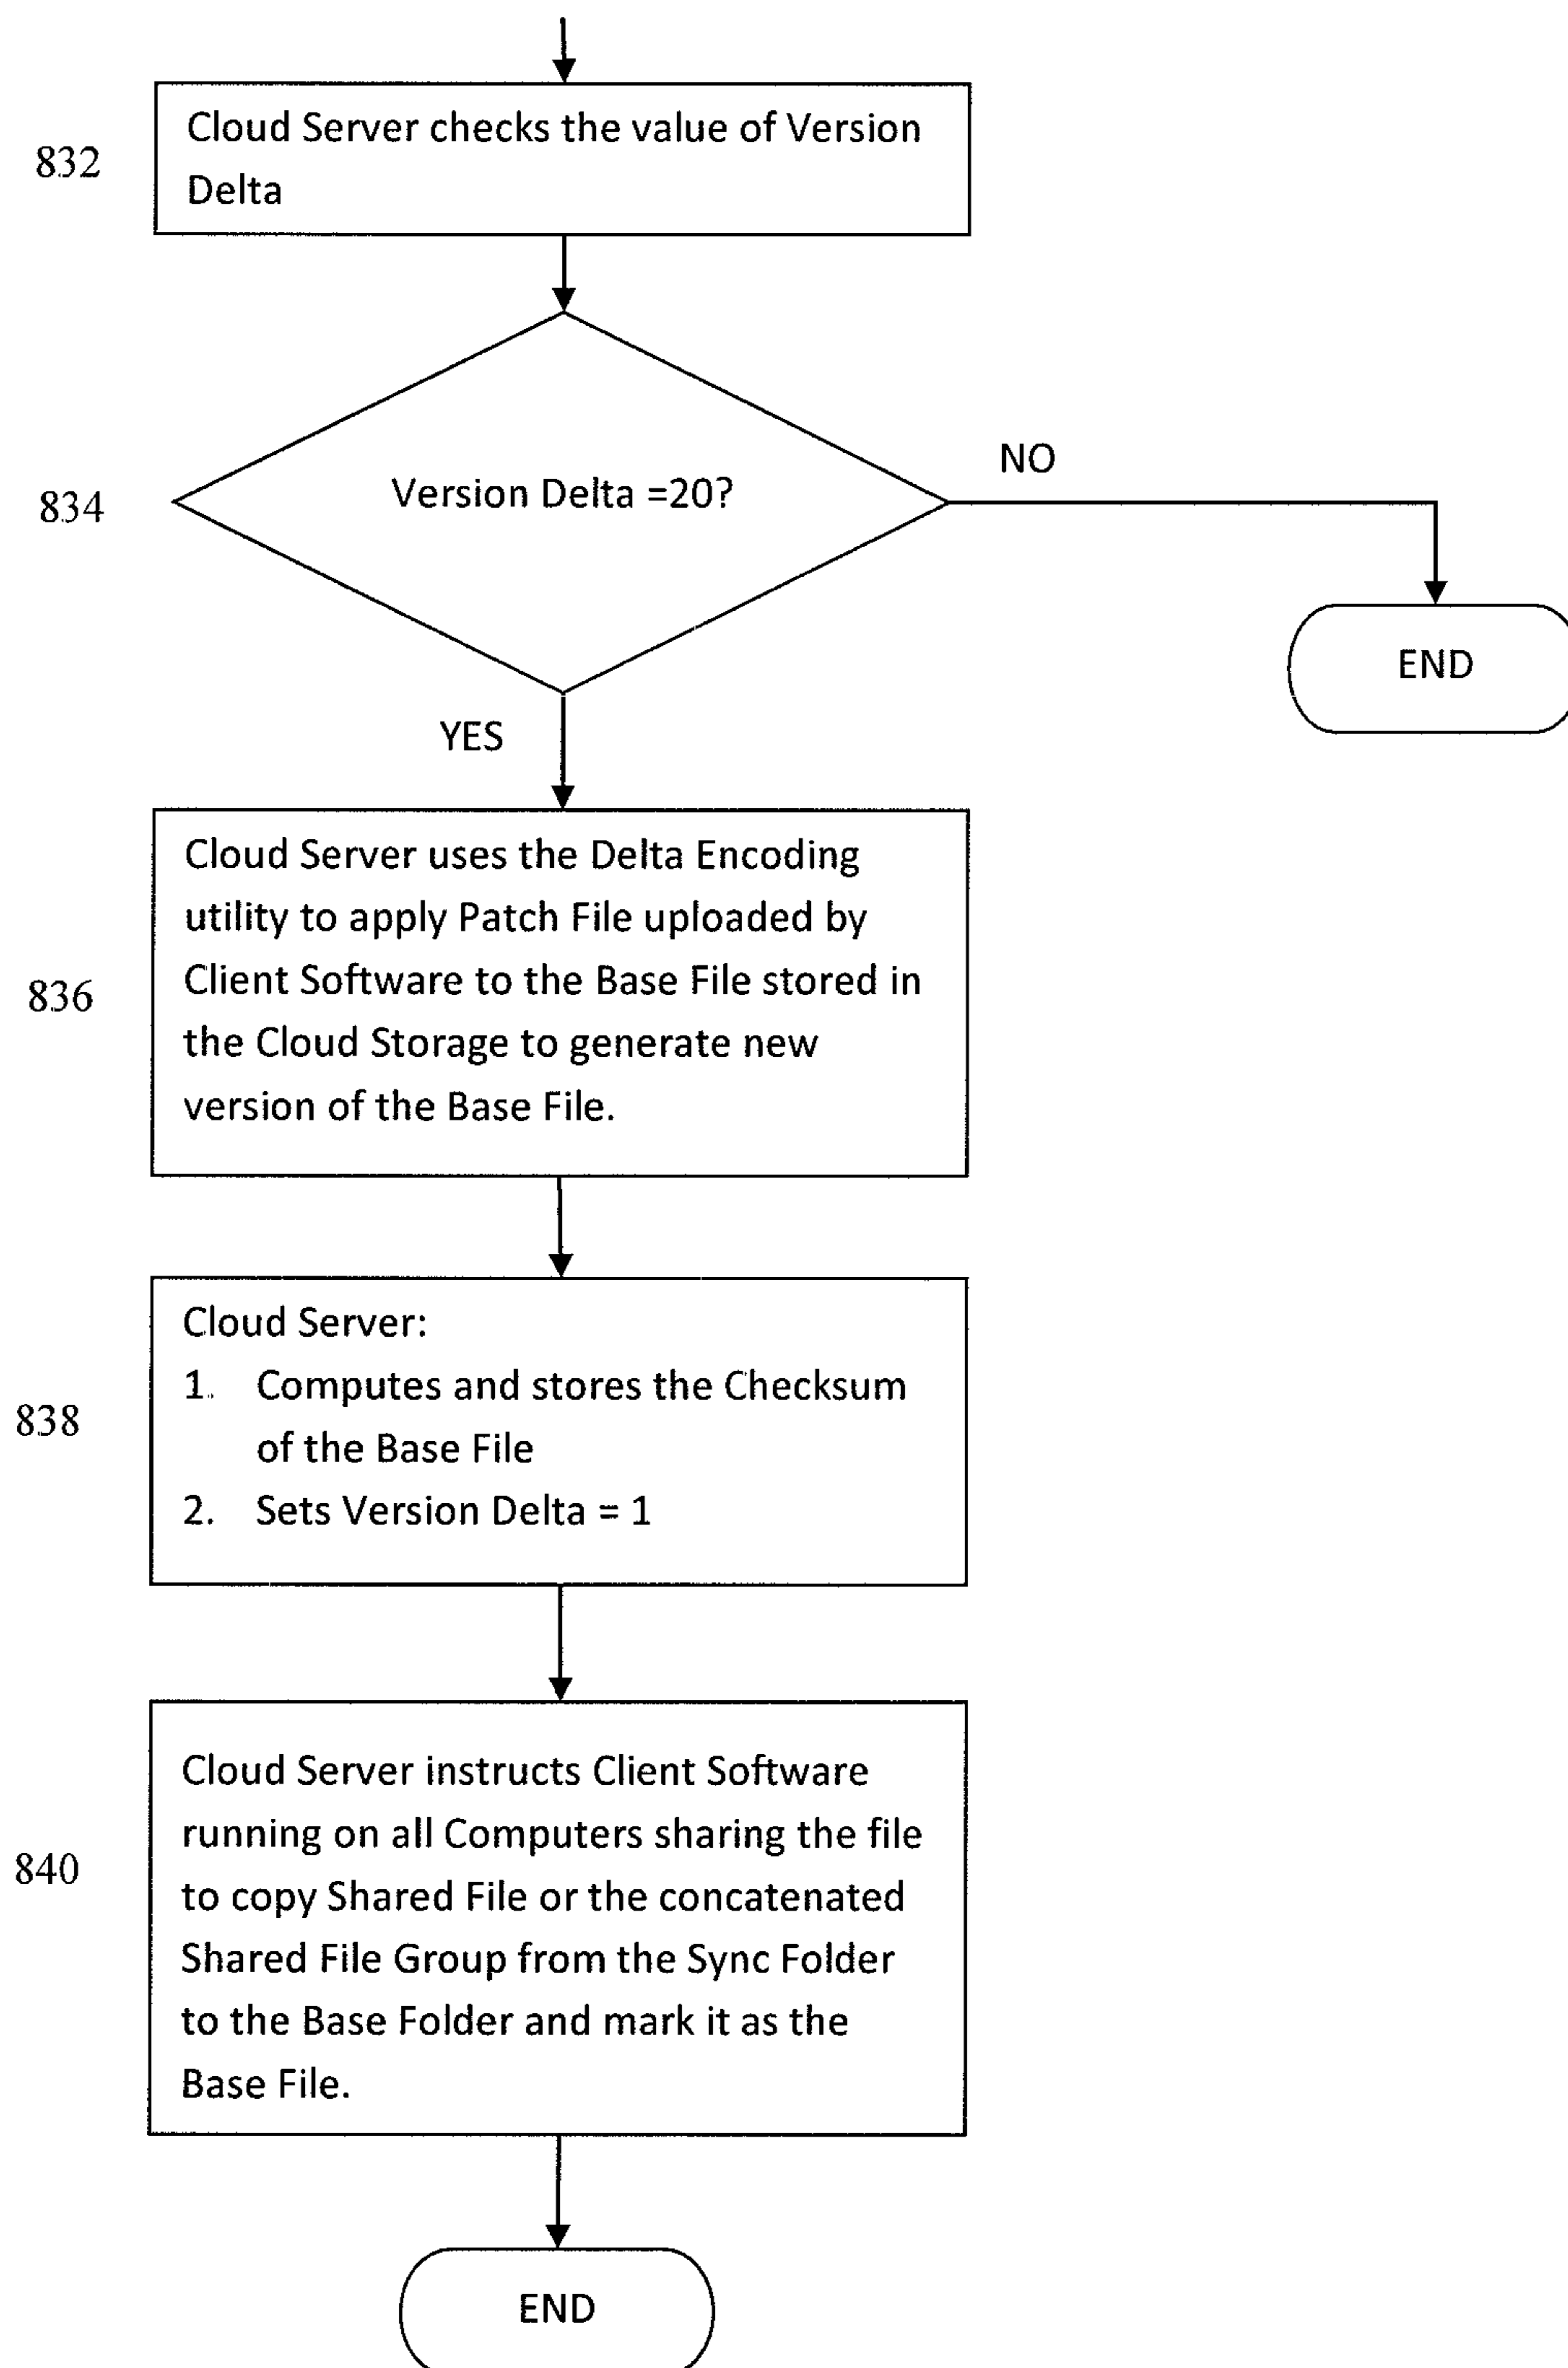 Cloud Server checks the value of Version
Delta
832
Version Delta =20?
834
NO
END
YES
Cloud Server uses the Delta Encoding
utility to apply Patch File uploaded by
Client Software to the Base File stored in
the Cloud Storage to generate new
version of the Base File.
836
Cloud Server:
1. Computes and stores the Checksum
of the Base File
2. Sets Version Delta = 1
838
Cloud Server instructs Client Software
running on all Computers sharing the file
to copy Shared File or the concatenated
Shared File Group from the Sync Folder
to the Base Folder and mark it as the
Base File.
840
END